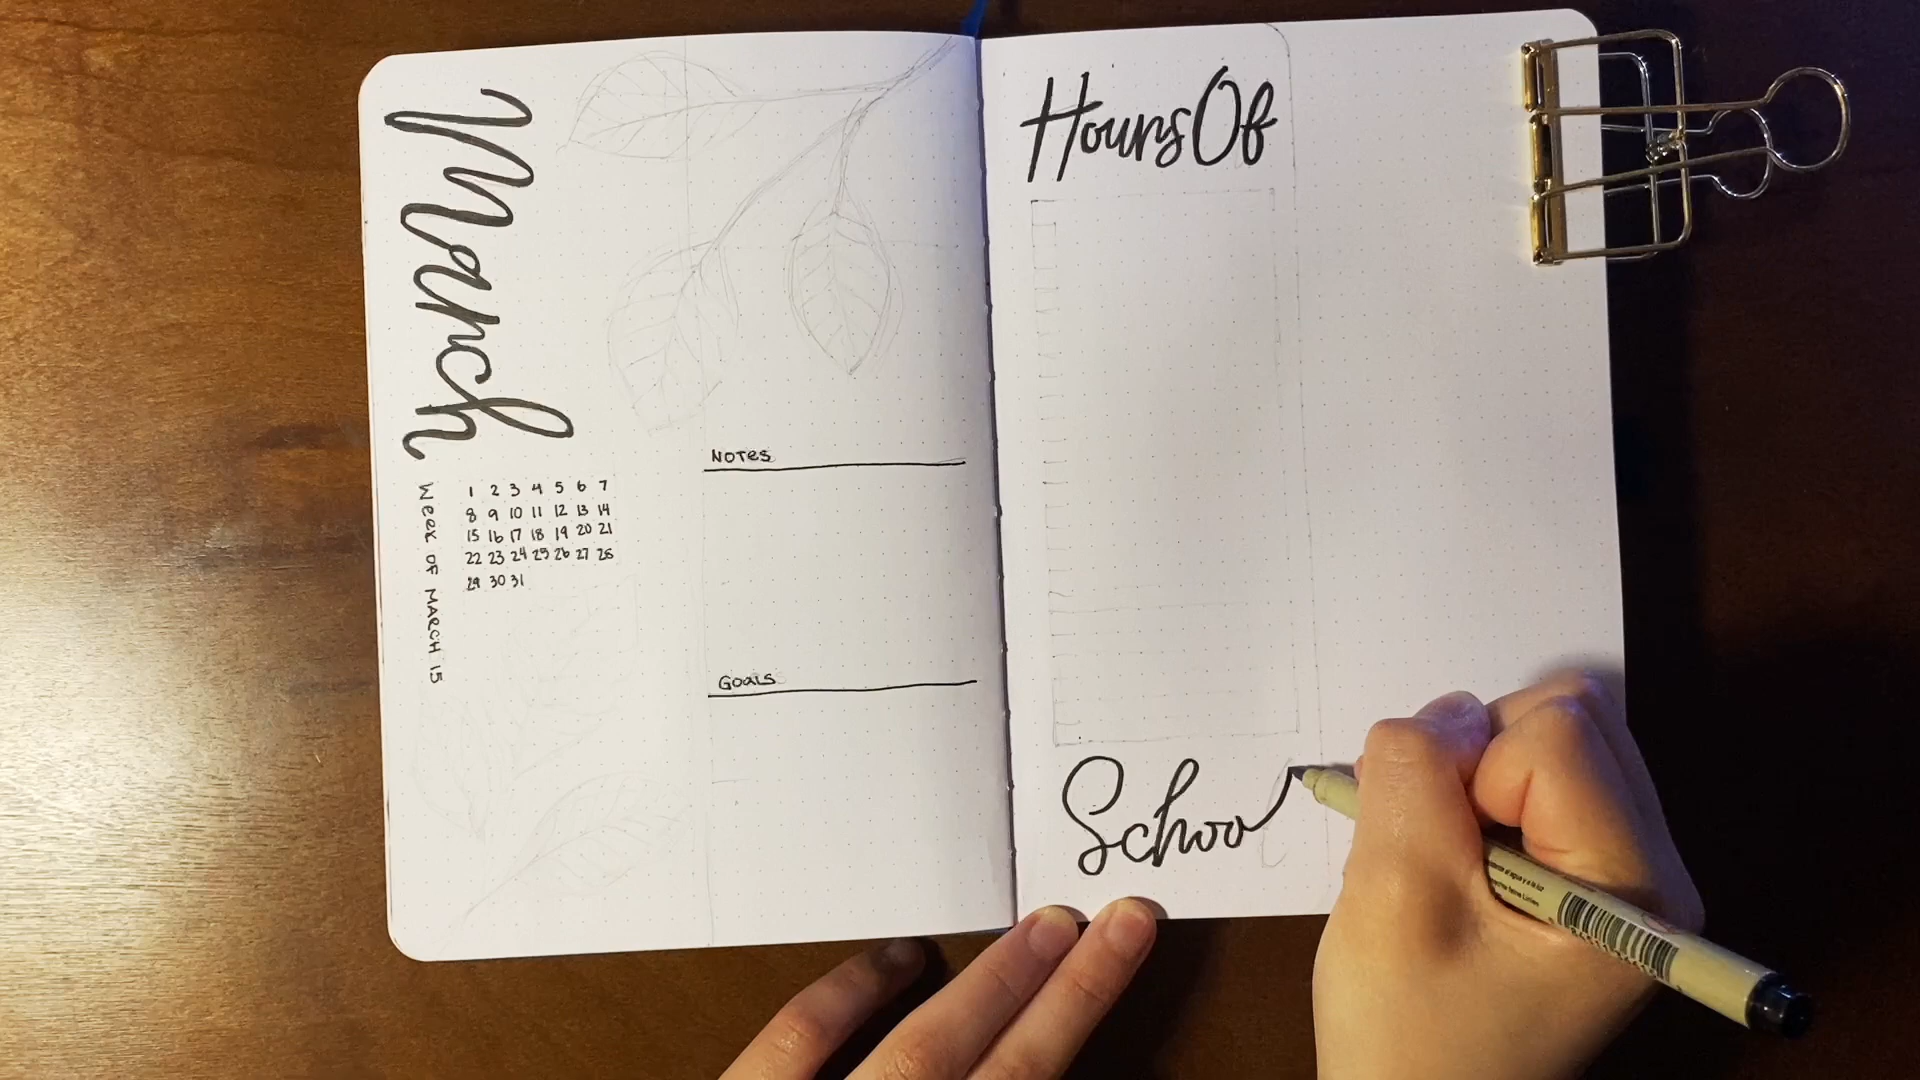 March
Week of March 15
1 2 3 4 5 6 7
8 9 10 11 12 13 14
15 16 17 18 19 20 21
22 23 24 25 26 27 28
29 30 31
Notes
Goals
Hours Of
Schoo